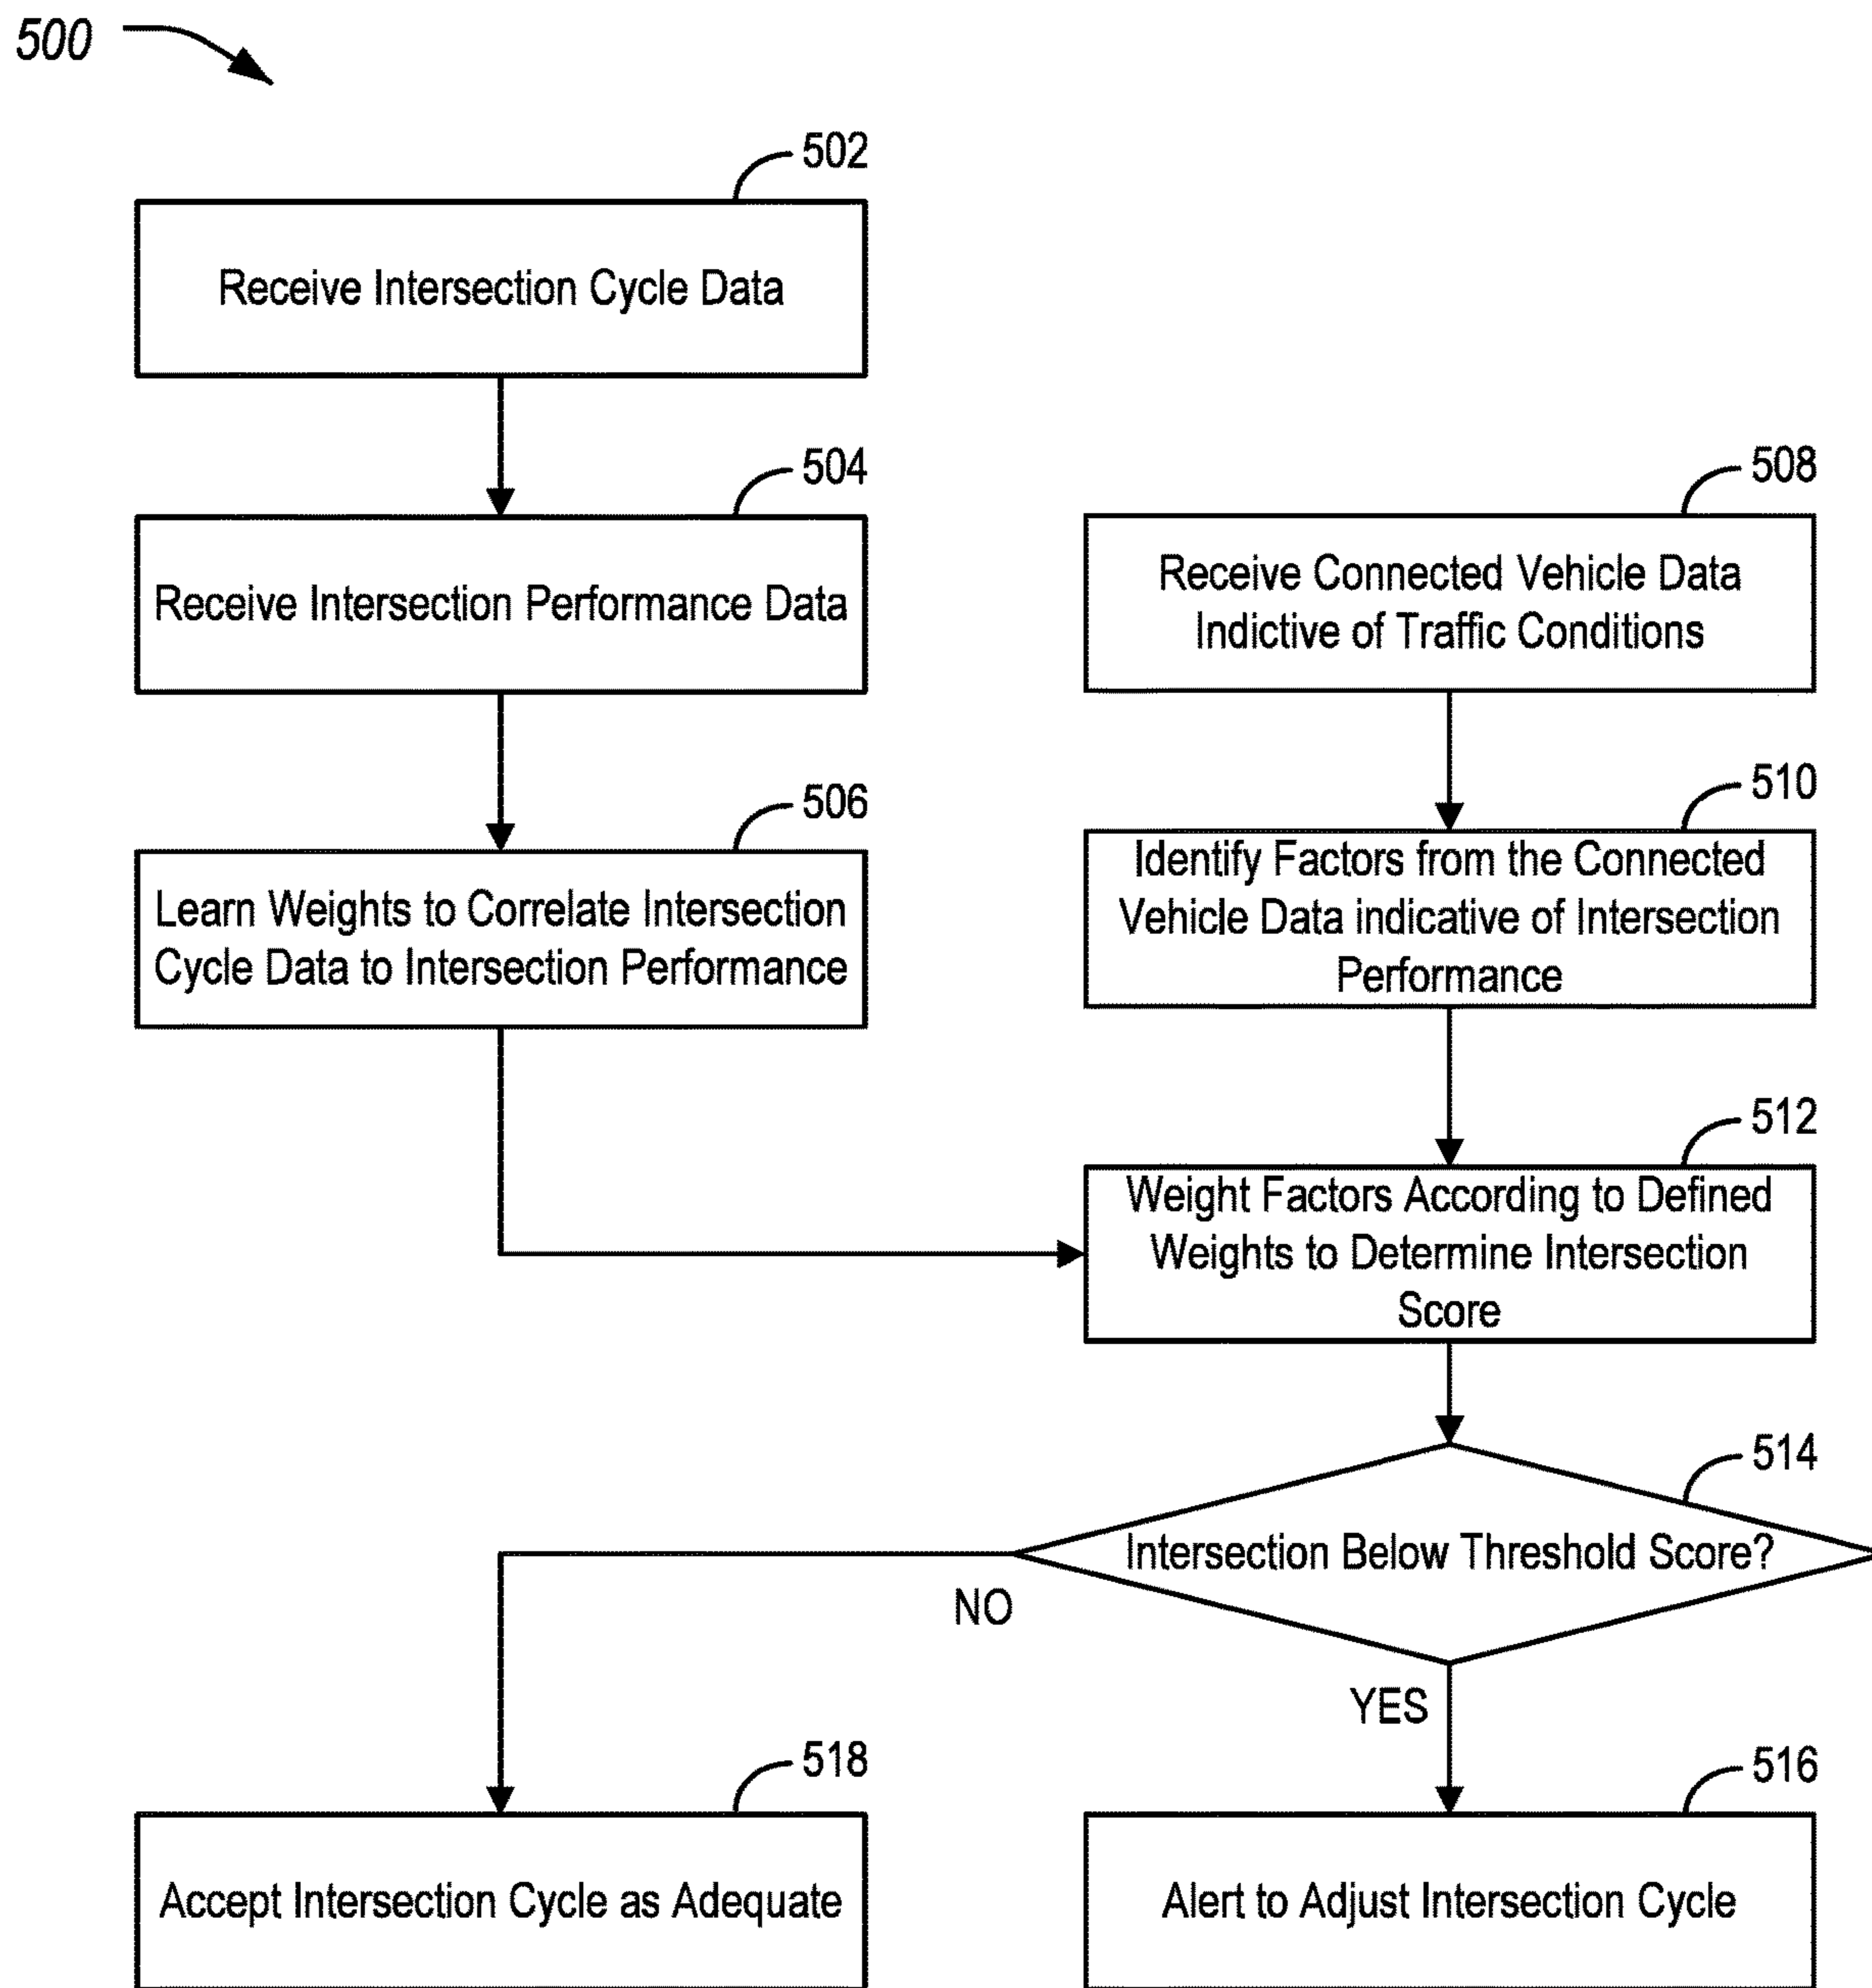 500
502
Receive Intersection Cycle Data
504
Receive Intersection Performance Data
506
Learn Weights to Correlate Intersection
Cycle Data to Intersection Performance
508
Receive Connected Vehicle Data
Indictive of Traffic Conditions
510
Identify Factors from the Connected
Vehicle Data indicative of Intersection
Performance
512
Weight Factors According to Defined
Weights to Determine Intersection
Score
514
Intersection Below Threshold Score?
NO
YES
518
Accept Intersection Cycle as Adequate
516
Alert to Adjust Intersection Cycle